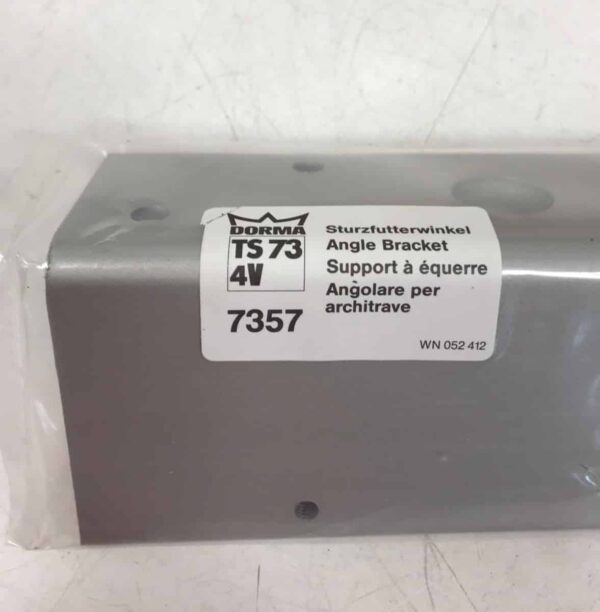 DORMA
TS 73
4V
7357
Sturzfutterwinkel
Angle Bracket
Support à équerre
Angolare per
architrave
WN 052 412